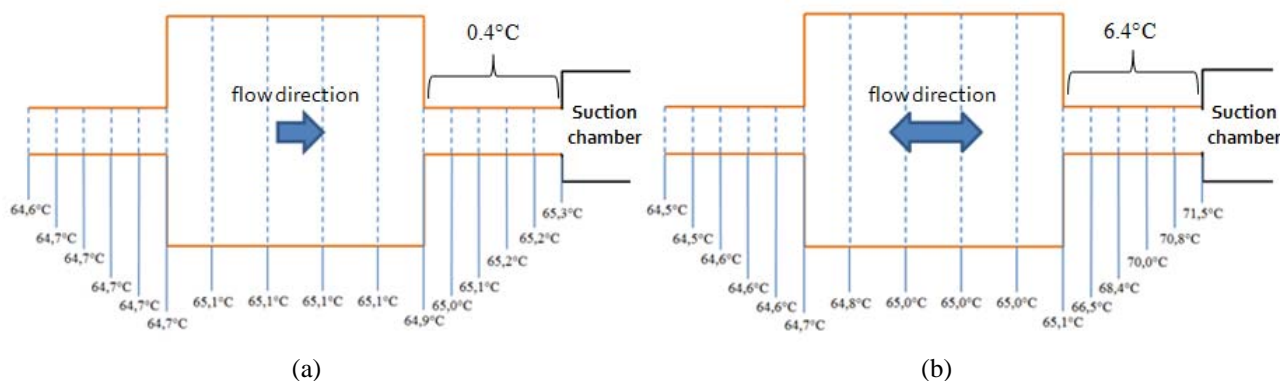 0.4°C
flow direction
Suction
chamber
64,6°C
64,7°C
64,7°C
64,7°C
64,7°C
64,7°C
65,1°C
65,1°C
65,1°C
65,1°C
64,9°C
65,0°C
65,1°C
65,2°C
65,2°C
65,3°C
(a)
6.4°C
flow direction
Suction
chamber
64,5°C
64,5°C
64,6°C
64,6°C
64,6°C
64,7°C
64,8°C
65,0°C
65,0°C
65,0°C
65,1°C
66,5°C
68,4°C
70,0°C
70,8°C
71,5°C
(b)